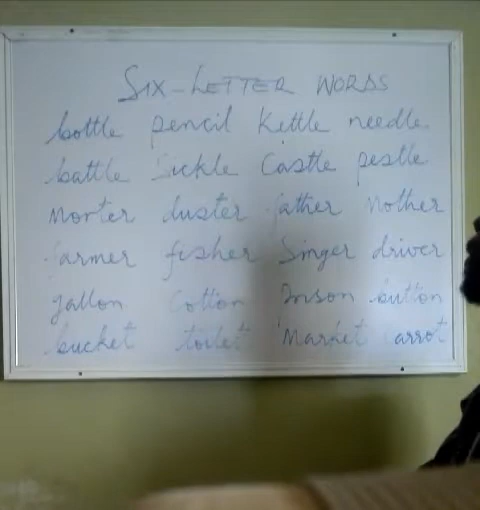 SIX-LETTER WORDS
bottle pencil Kettle needle
battle Sickle Castle pestle
Morter duster father Mother
farmer fisher Singer driver
gallon Cotton button
bucket toilet Market carrot